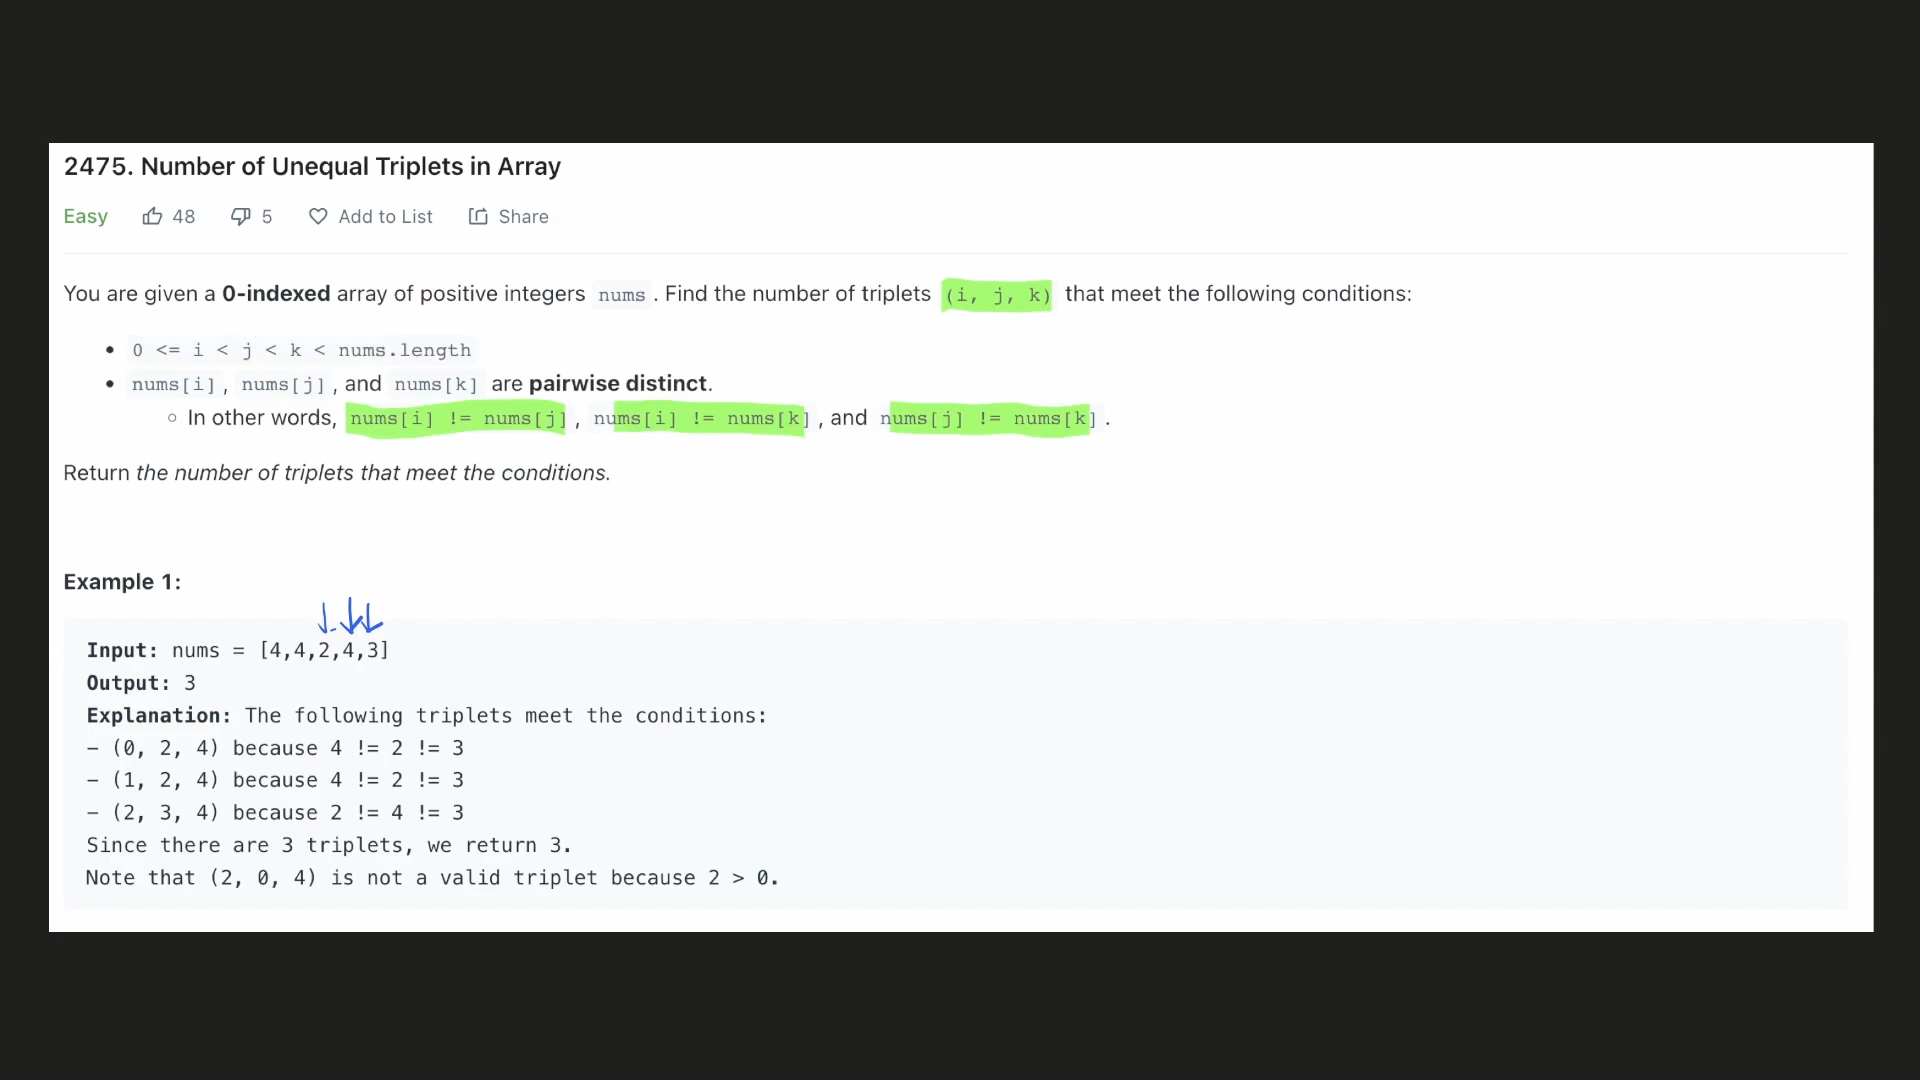 2475. Number of Unequal Triplets in Array
Easy 48 5 Add to List Share
You are given a 0-indexed array of positive integers nums . Find the number of triplets (i, j, k) that meet the following conditions:
• 0 <= i < j < k < nums.length
• nums[i], nums[j], and nums[k] are pairwise distinct.
◦ In other words, nums[i] != nums[j], nums[i] != nums[k], and nums[j] != nums[k].
Return the number of triplets that meet the conditions.
Example 1:
Input: nums = [4,4,2,4,3]
Output: 3
Explanation: The following triplets meet the conditions:
- (0, 2, 4) because 4 != 2 != 3
- (1, 2, 4) because 4 != 2 != 3
- (2, 3, 4) because 2 != 4 != 3
Since there are 3 triplets, we return 3.
Note that (2, 0, 4) is not a valid triplet because 2 > 0.